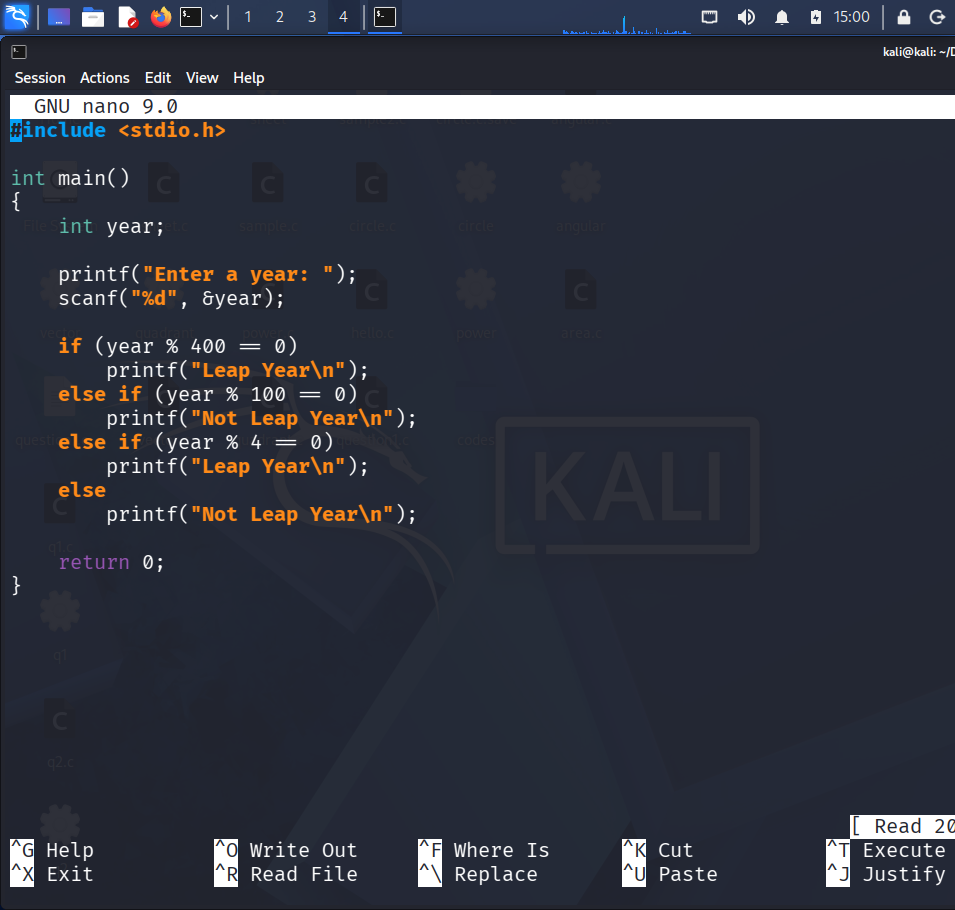 1 2 3 4 15:00
kali@kali: ~/D
Session Actions Edit View Help
GNU nano 9.0
#include <stdio.h>
int main()
{
    int year;
    printf("Enter a year: ");
    scanf("%d", &year);
    if (year % 400 == 0)
        printf("Leap Year\n");
    else if (year % 100 == 0)
        printf("Not Leap Year\n");
    else if (year % 4 == 0)
        printf("Leap Year\n");
    else
        printf("Not Leap Year\n");
    return 0;
}
KALI
q1
q2.c
[ Read 20
^G Help ^O Write Out ^F Where Is ^K Cut ^T Execute
^X Exit ^R Read File ^\ Replace ^U Paste ^J Justify